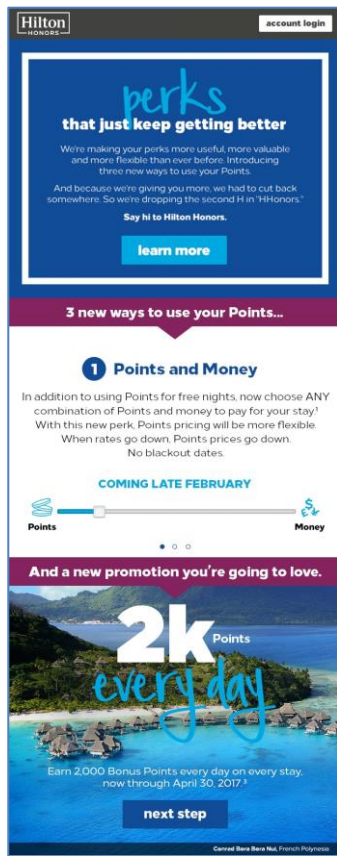 Hilton
HONORS
account login
perks
that just keep getting better
We're making your perks more useful, more valuable
and more flexible than ever before. Introducing
three new ways to use your Points.
And because we're giving you more, we had to cut back
somewhere. So we're dropping the second H in "HHonors."
Say hi to Hilton Honors.
learn more
3 new ways to use your Points...
1 Points and Money
In addition to using Points for free nights, now choose ANY
combination of Points and money to pay for your stay.¹
With this new perk, Points pricing will be more flexible.
When rates go down, Points prices go down.
No blackout dates.
COMING LATE FEBRUARY
Points
Money
And a new promotion you're going to love.
2k Points
every day
Earn 2,000 Bonus Points every day on every stay,
now through April 30, 2017.³
next step
Conrad Bora Bora Nui, French Polynesia